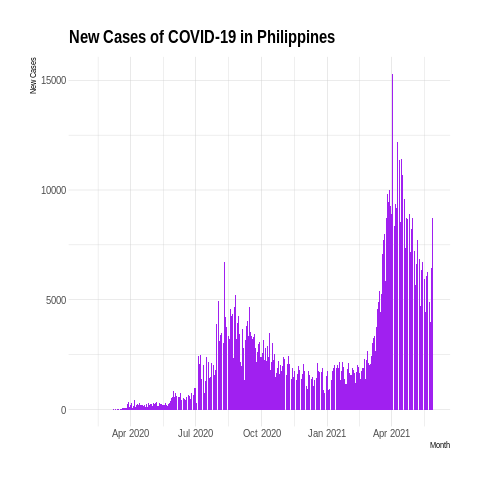 New Cases of COVID-19 in Philippines
New Cases
15000
10000
5000
0
Apr 2020 Jul 2020 Oct 2020 Jan 2021 Apr 2021
Month